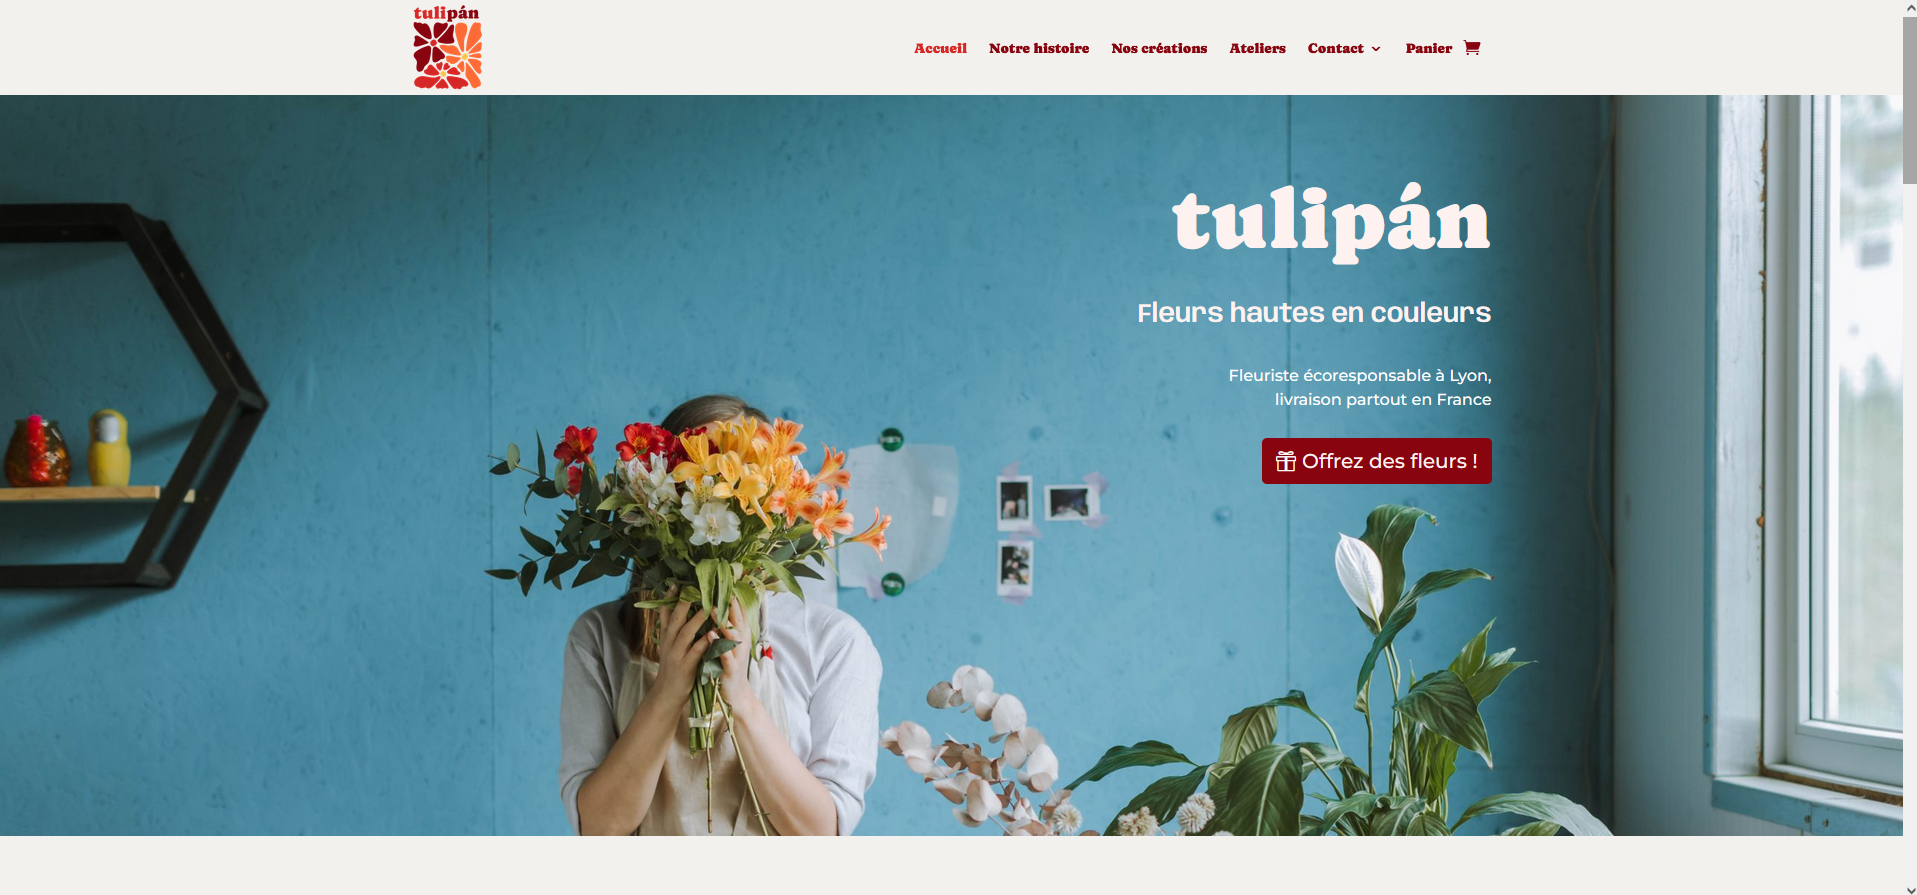 tulipán
Accueil Notre histoire Nos créations Ateliers Contact Panier
tulipán
Fleurs hautes en couleurs
Fleuriste écoresponsable à Lyon,
livraison partout en France
Offrez des fleurs !